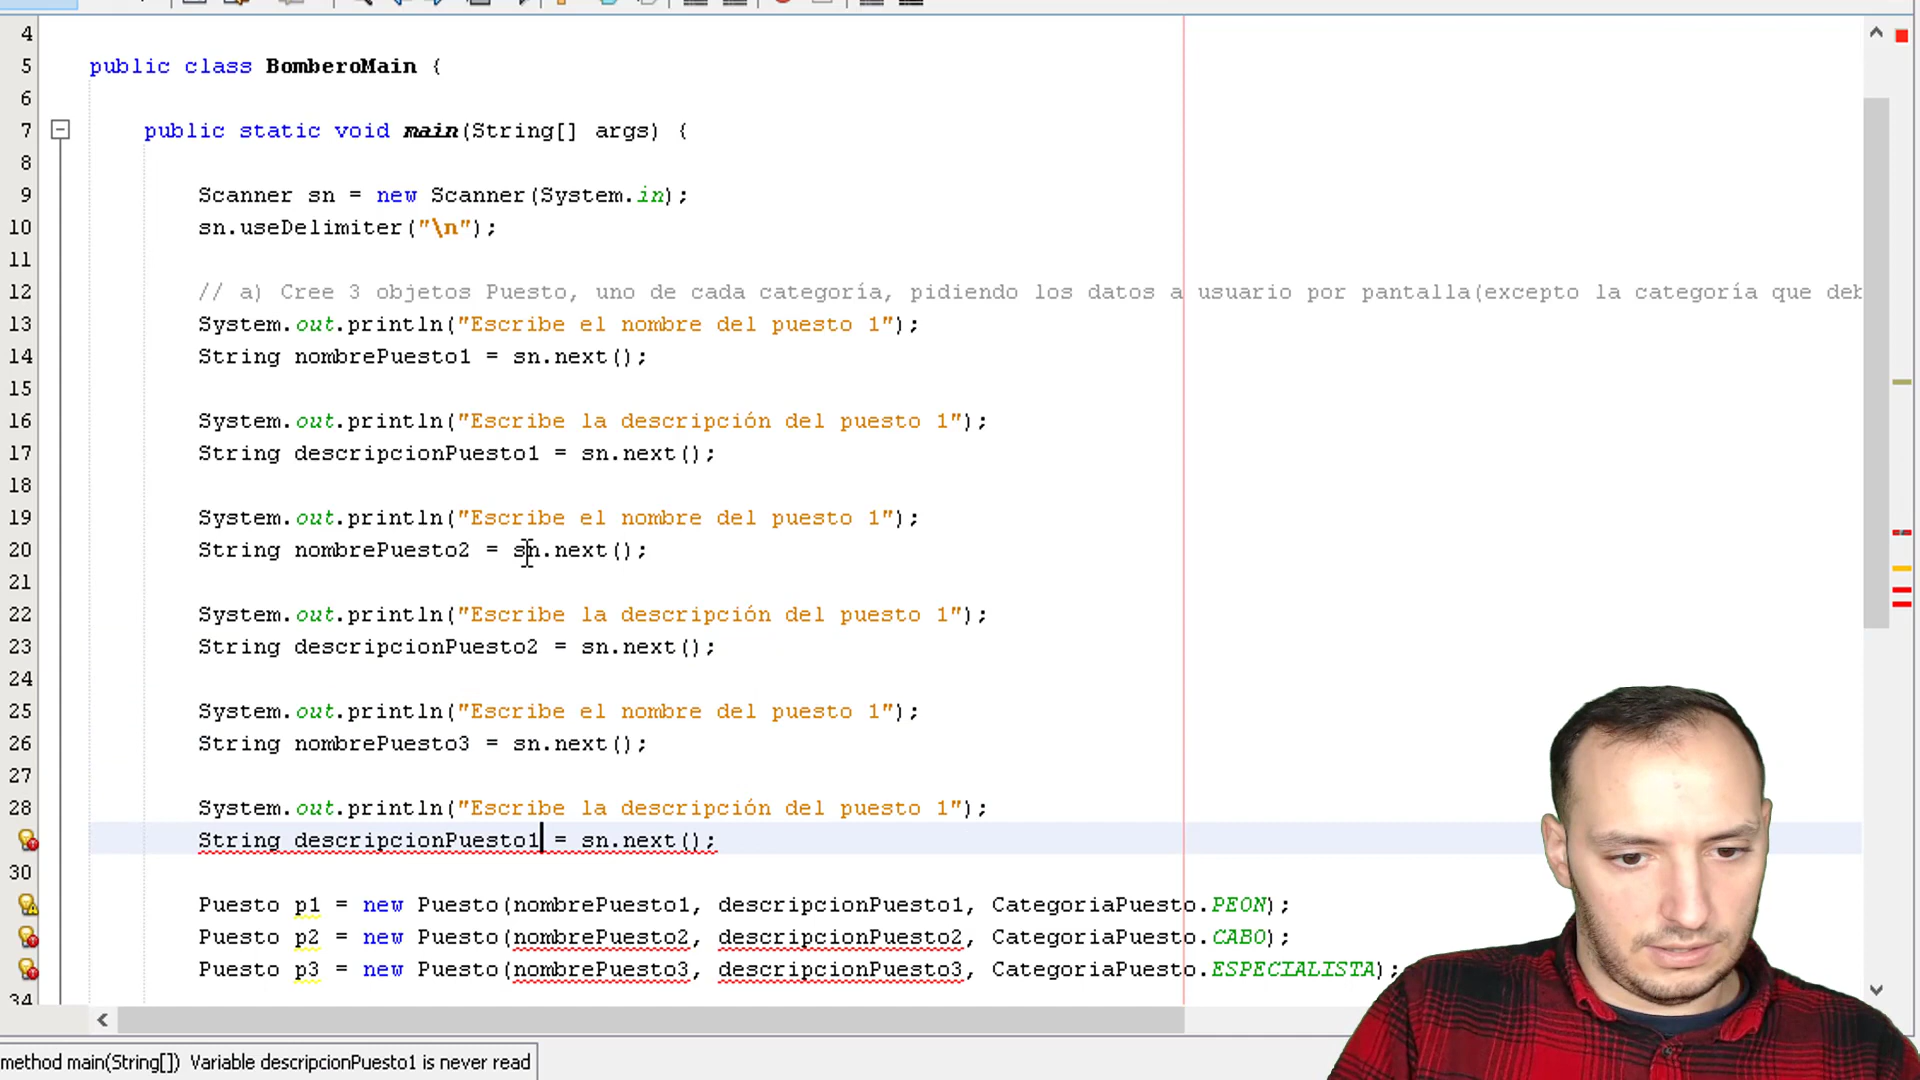 4
5 public class BomberoMain {
6
7 public static void main(String[] args) {
8
9 Scanner sn = new Scanner(System.in);
10 sn.useDelimiter("\n");
11
12 // a) Cree 3 objetos Puesto, uno de cada categoría, pidiendo los datos a usuario por pantalla(excepto la categoría que deb
13 System.out.println("Escribe el nombre del puesto 1");
14 String nombrePuesto1 = sn.next();
15
16 System.out.println("Escribe la descripción del puesto 1");
17 String descripcionPuesto1 = sn.next();
18
19 System.out.println("Escribe el nombre del puesto 1");
20 String nombrePuesto2 = sn.next();
21
22 System.out.println("Escribe la descripción del puesto 1");
23 String descripcionPuesto2 = sn.next();
24
25 System.out.println("Escribe el nombre del puesto 1");
26 String nombrePuesto3 = sn.next();
27
28 System.out.println("Escribe la descripción del puesto 1");
String descripcionPuesto1 = sn.next();
30
Puesto p1 = new Puesto(nombrePuesto1, descripcionPuesto1, CategoriaPuesto.PEON);
Puesto p2 = new Puesto(nombrePuesto2, descripcionPuesto2, CategoriaPuesto.CABO);
Puesto p3 = new Puesto(nombrePuesto3, descripcionPuesto3, CategoriaPuesto.ESPECIALISTA);
34
method main(String[]) Variable descripcionPuesto1 is never read